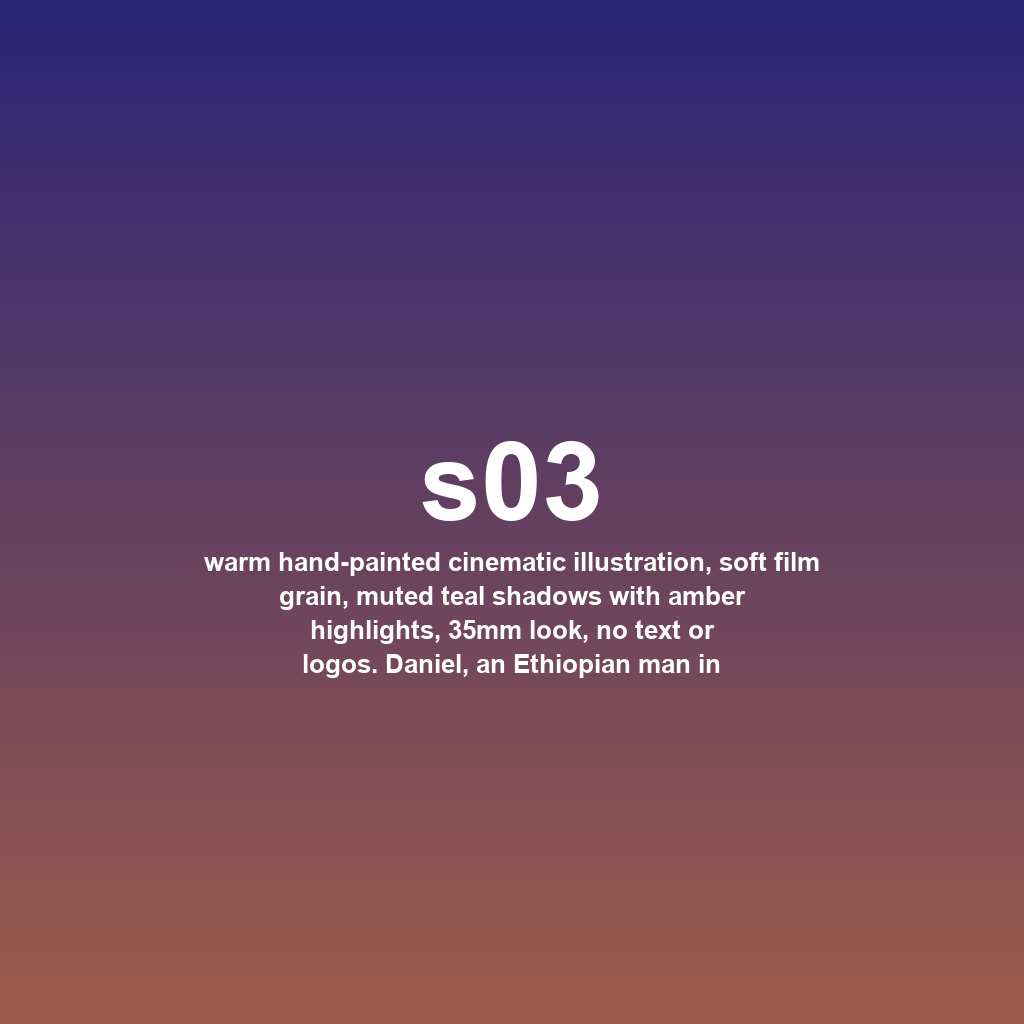 s03
warm hand-painted cinematic illustration, soft film
grain, muted teal shadows with amber
highlights, 35mm look, no text or
logos. Daniel, an Ethiopian man in